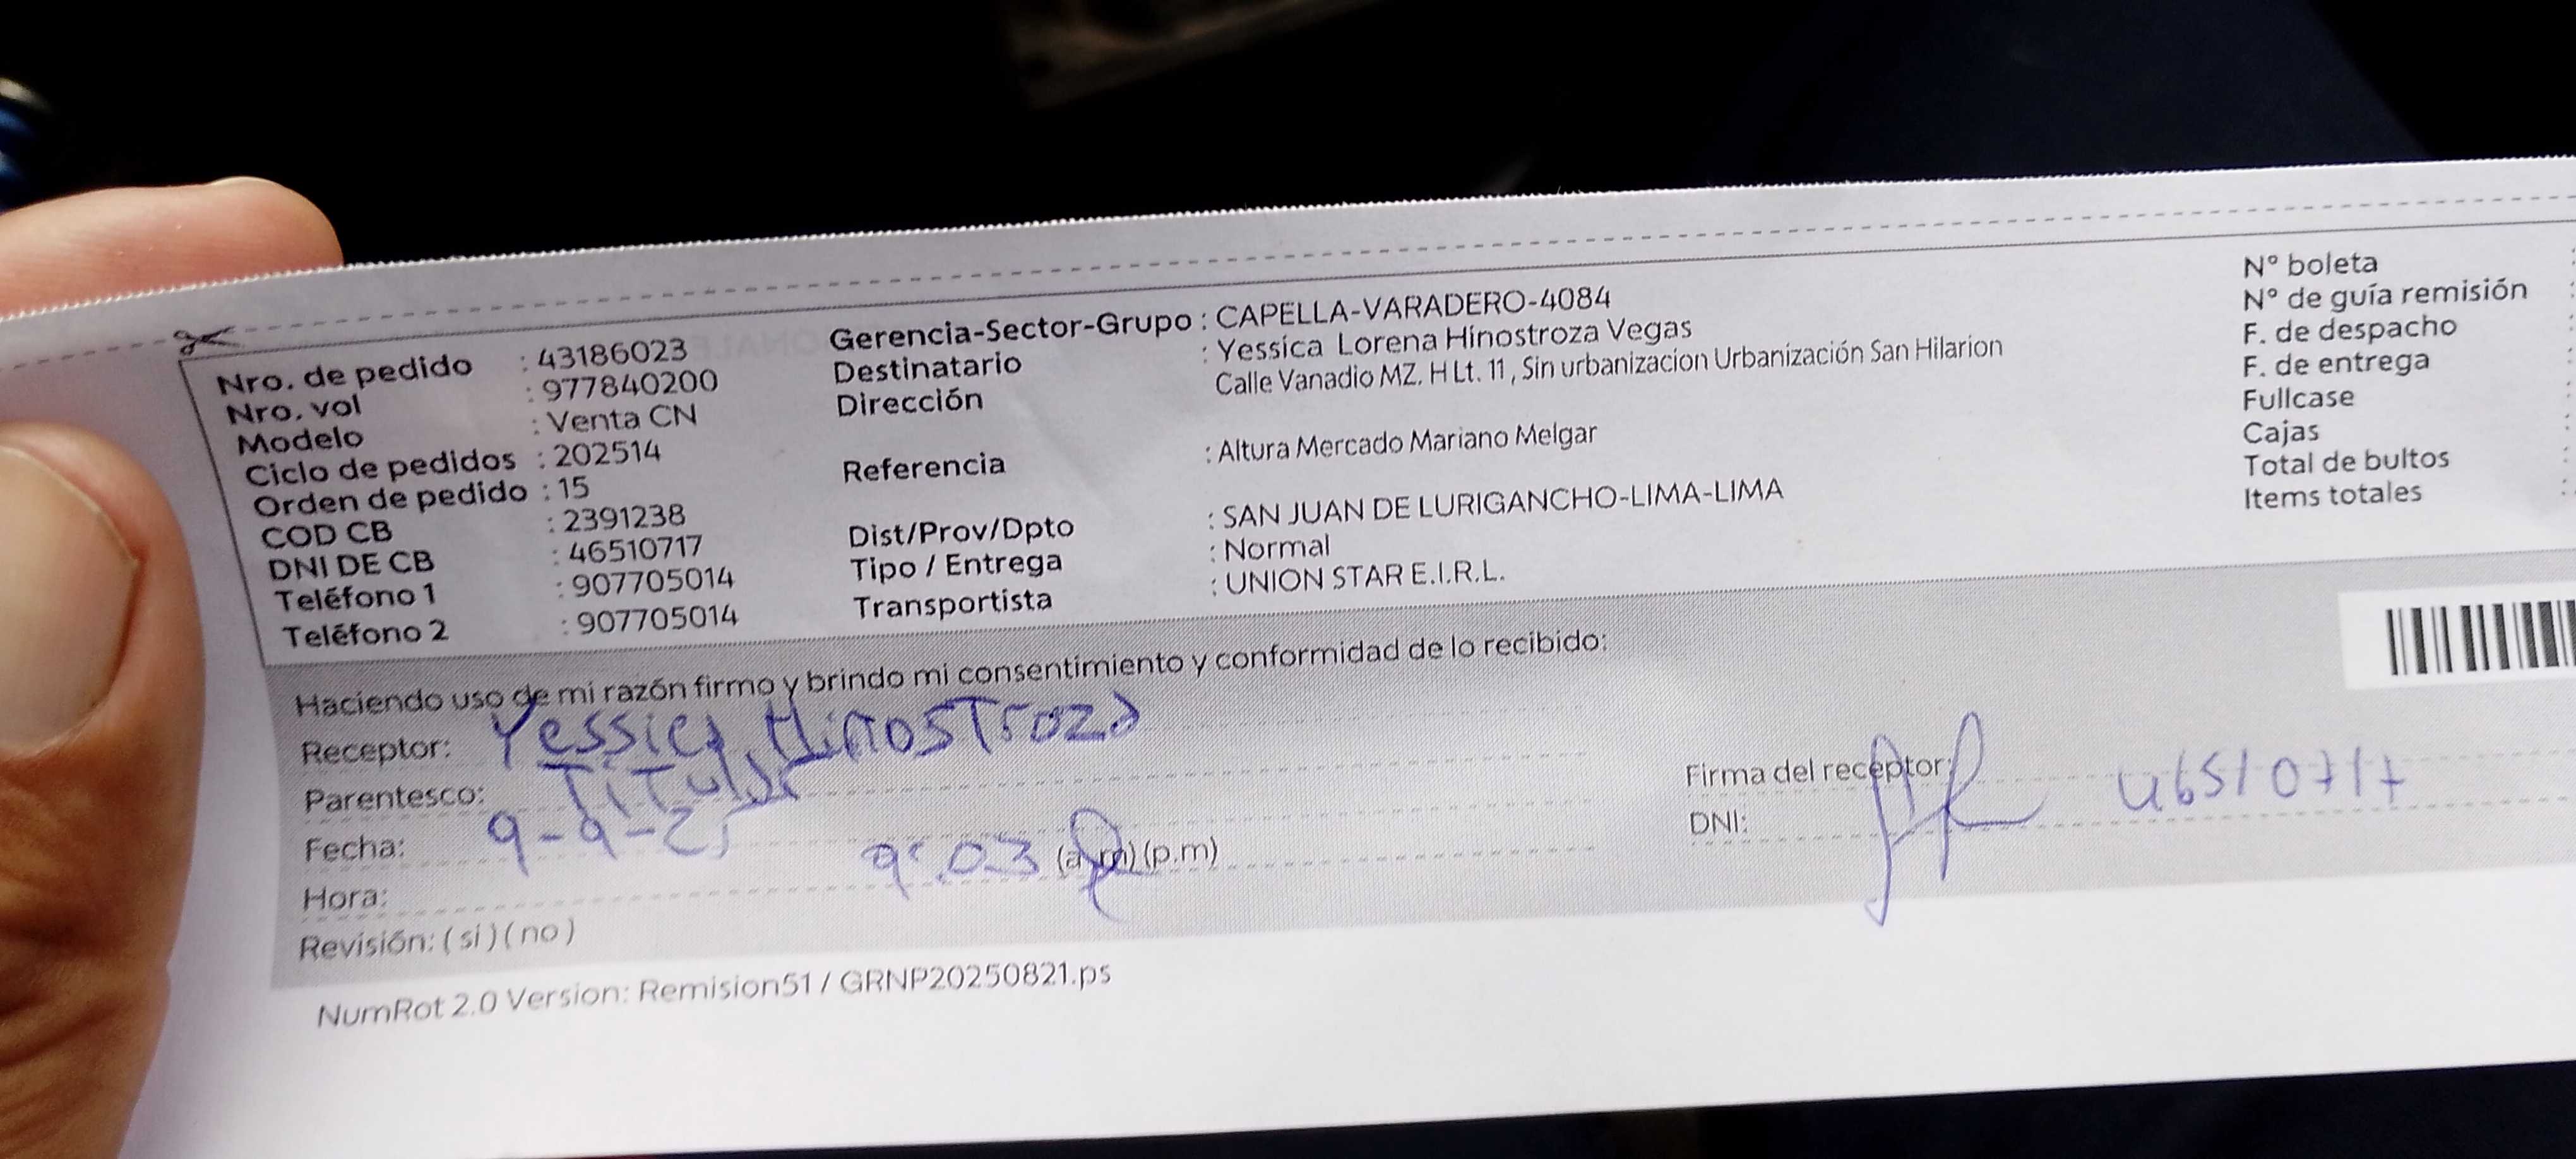 Nro. de pedido : 43186023
Nro. vol : 977840200
Modelo : Venta CN
Ciclo de pedidos : 202514
Orden de pedido : 15
COD CB : 2391238
DNI DE CB : 46510717
Teléfono 1 : 907705014
Teléfono 2 : 907705014
Gerencia-Sector-Grupo : CAPELLA-VARADERO-4084
Destinatario : Yessica Lorena Hinostroza Vegas
Dirección Calle Vanadio MZ. H Lt. 11 , Sin urbanizacion Urbanización San Hilarion
Referencia : Altura Mercado Mariano Melgar
Dist/Prov/Dpto : SAN JUAN DE LURIGANCHO-LIMA-LIMA
Tipo / Entrega : Normal
Transportista : UNION STAR E.I.R.L.
N° boleta :
N° de guía remisión :
F. de despacho :
F. de entrega :
Fullcase :
Cajas :
Total de bultos :
Items totales :
Haciendo uso de mi razón firmo y brindo mi consentimiento y conformidad de lo recibido:
Receptor: Yessica Hinostroza
Parentesco: Titular
Fecha: 9-9-25
Hora: 9:03 (a.m) (p.m)
Revisión: ( si ) ( no )
Firma del receptor:
DNI: 46510717
NumRot 2.0 Version: Remision51 / GRNP20250821.ps